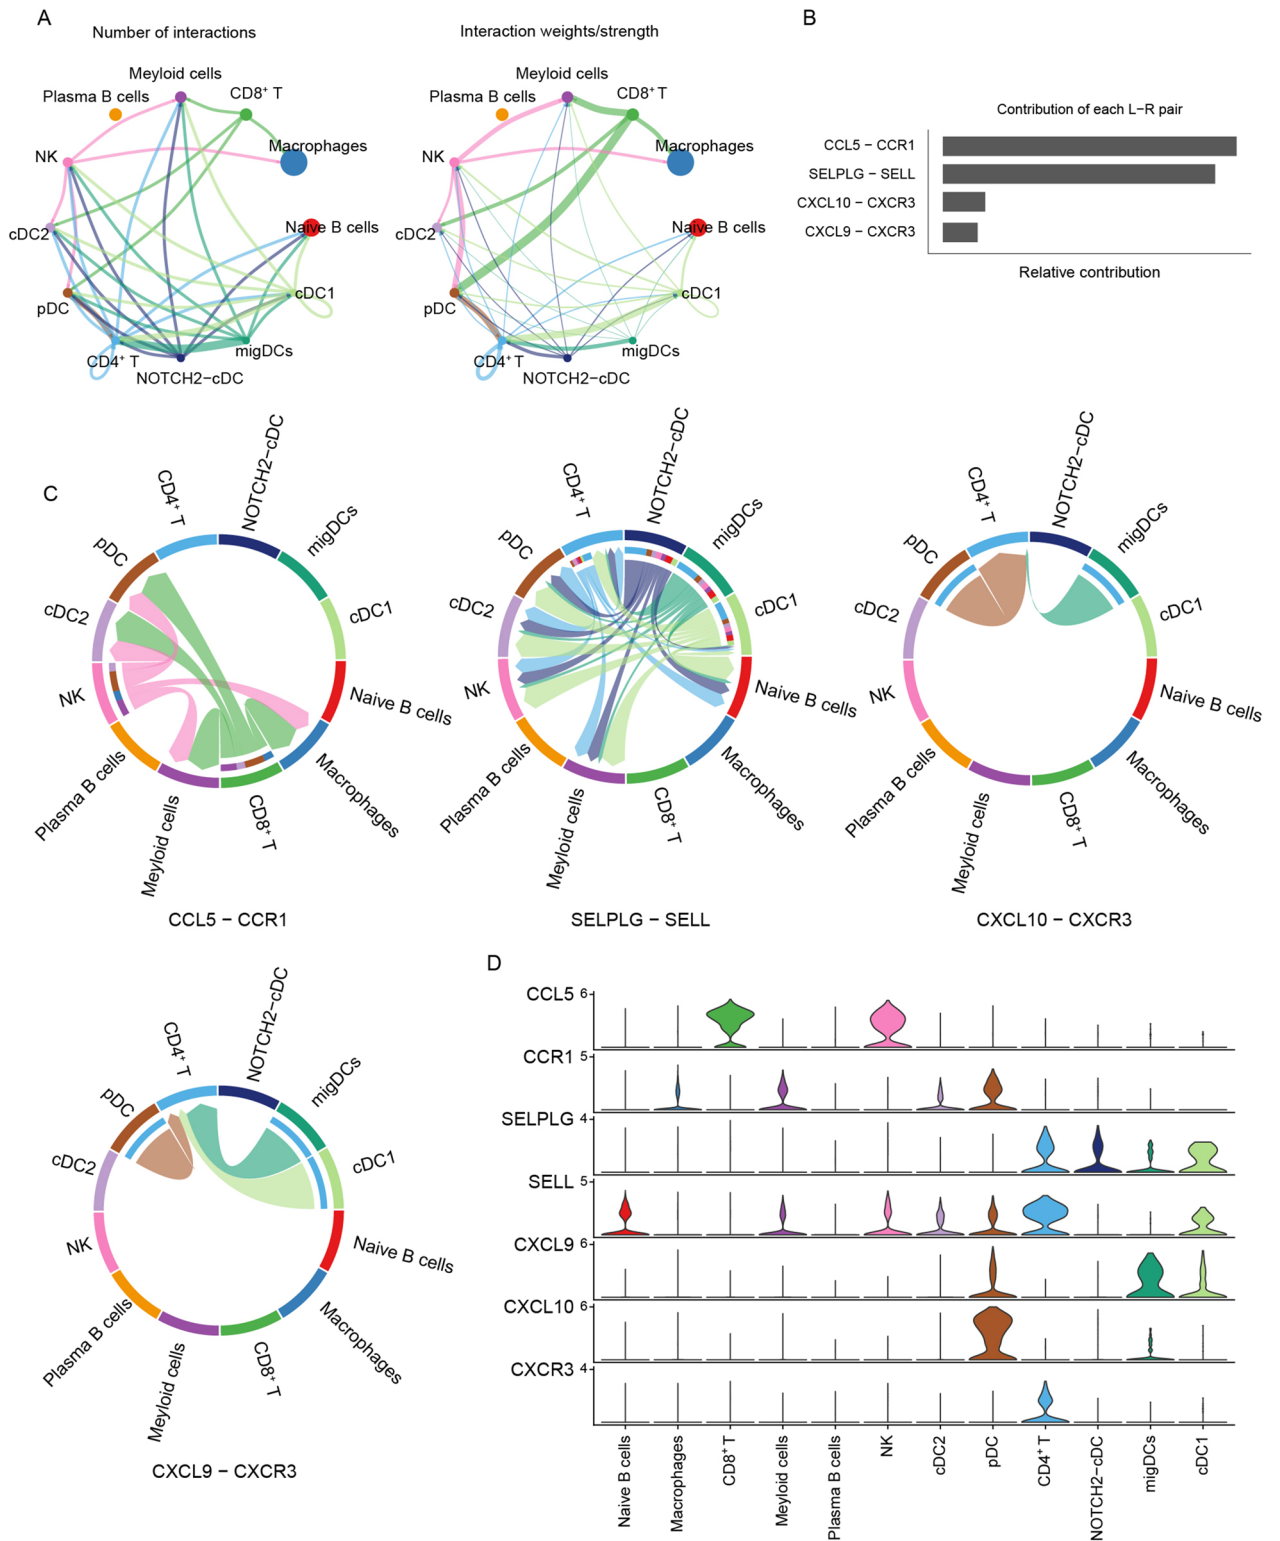 A
B
Number of interactions
Interaction weights/strength
Meyloid cells
Plasma B cells
CD8⁺ T
NK
Macrophages
cDC2
Naive B cells
pDC
cDC1
CD4⁺ T
migDCs
NOTCH2−cDC
Meyloid cells
Plasma B cells
CD8⁺ T
NK
Macrophages
cDC2
Naive B cells
pDC
cDC1
CD4⁺ T
migDCs
NOTCH2−cDC
Contribution of each L−R pair
CCL5 − CCR1
SELPLG − SELL
CXCL10 − CXCR3
CXCL9 − CXCR3
Relative contribution
C
CD4⁺ T
NOTCH2−cDC
pDC
migDCs
cDC2
cDC1
NK
Naive B cells
Plasma B cells
Macrophages
Meyloid cells
CD8⁺ T
CCL5 − CCR1
CD4⁺ T
NOTCH2−cDC
pDC
migDCs
cDC2
cDC1
NK
Naive B cells
Plasma B cells
Macrophages
Meyloid cells
CD8⁺ T
SELPLG − SELL
CD4⁺ T
NOTCH2−cDC
pDC
migDCs
cDC2
cDC1
NK
Naive B cells
Plasma B cells
Macrophages
Meyloid cells
CD8⁺ T
CXCL10 − CXCR3
CD4⁺ T
NOTCH2−cDC
pDC
migDCs
cDC2
cDC1
NK
Naive B cells
Plasma B cells
Macrophages
Meyloid cells
CD8⁺ T
CXCL9 − CXCR3
D
CCL5 6
CCR1 5
SELPLG 4
SELL 5
CXCL9 6
CXCL10 6
CXCR3 4
Naive B cells
Macrophages
CD8⁺ T
Meyloid cells
Plasma B cells
NK
cDC2
pDC
CD4⁺ T
NOTCH2−cDC
migDCs
cDC1